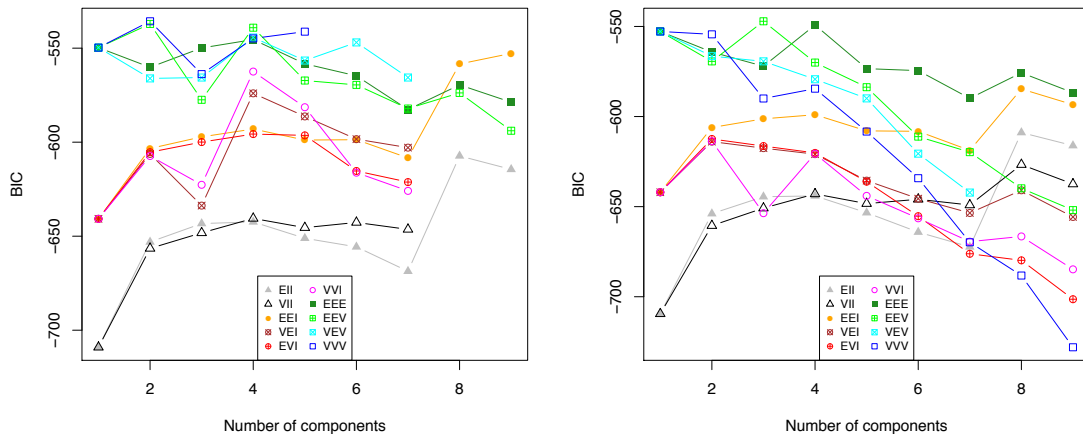 BIC
-550
-600
-650
-700
2
4
6
8
Number of components
EII
VII
EEI
VEI
EVI
VVI
EEE
EEV
VEV
VVV
BIC
-550
-600
-650
-700
2
4
6
8
Number of components
EII
VII
EEI
VEI
EVI
VVI
EEE
EEV
VEV
VVV